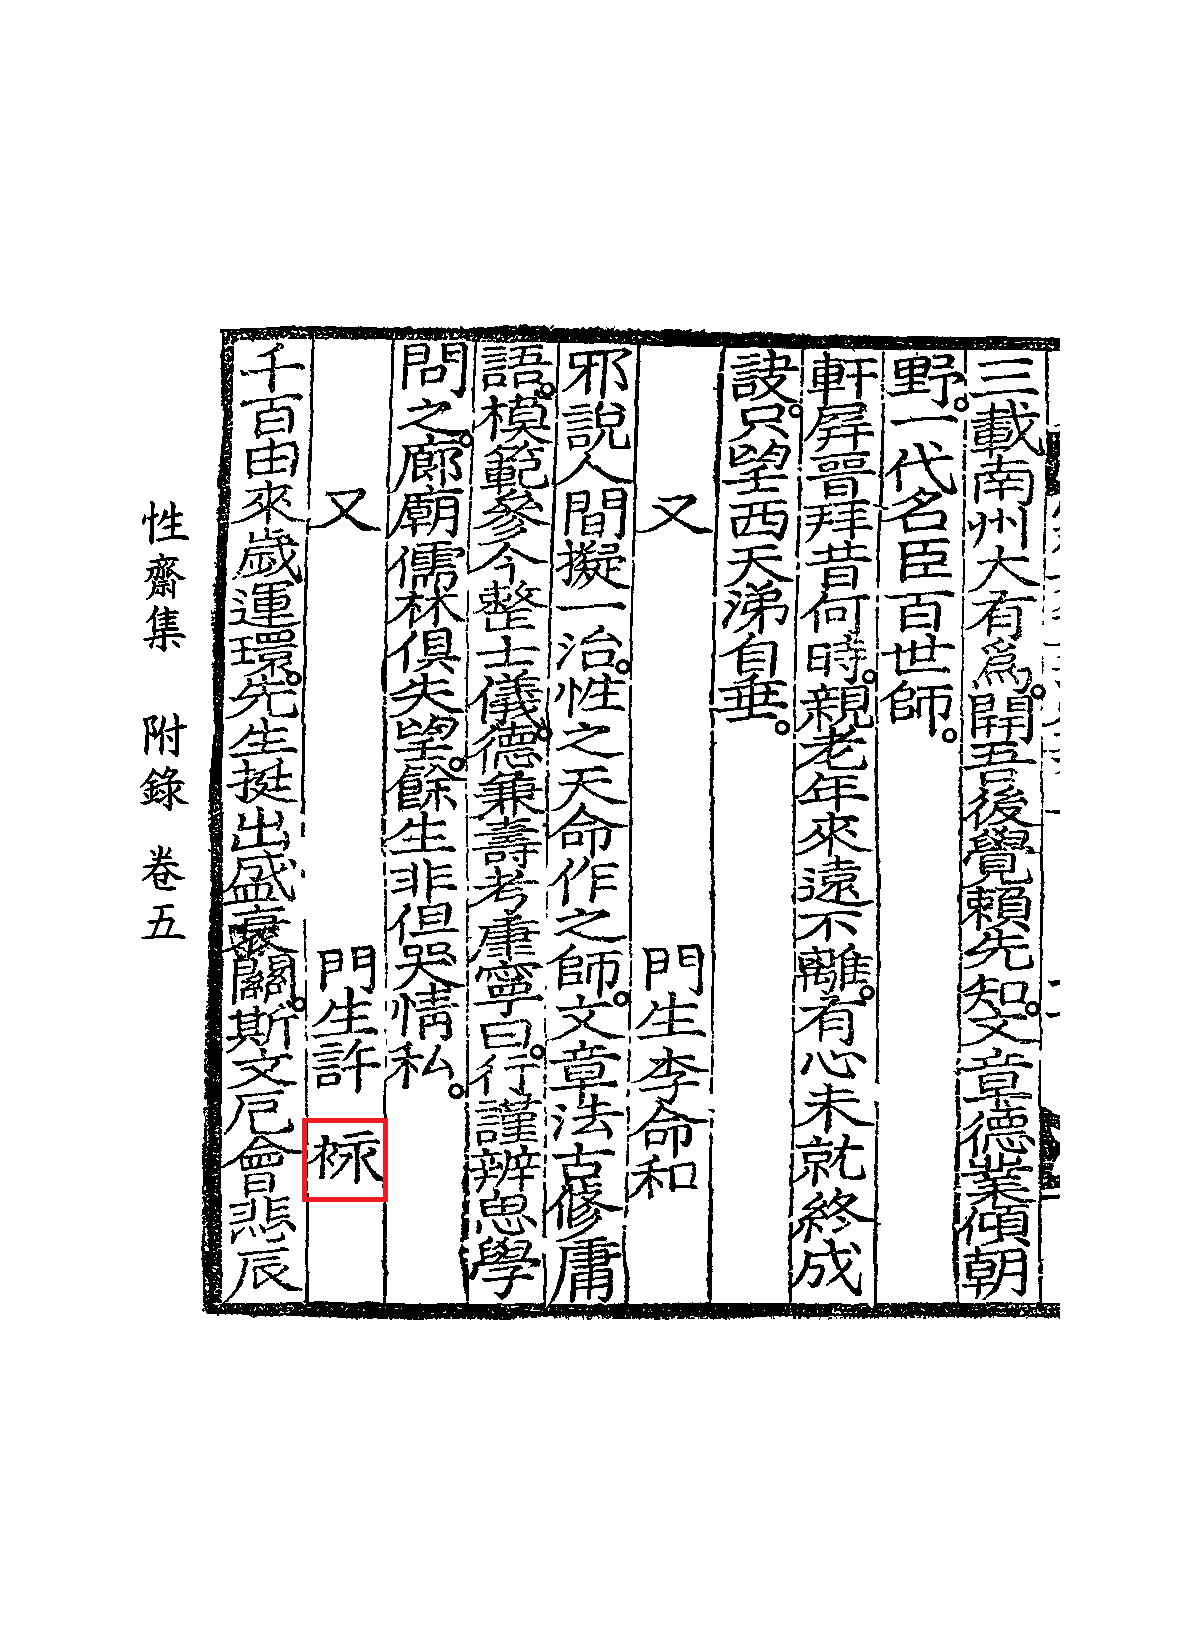 三載南州大有爲。開吾後覺賴先知。文章德業傾朝
野。一代名臣百世師。
軒屛晉拜昔何時。親老年來遠不離。有心未就終成
訣。只望西天涕自垂。
又 門生李命和
邪說人間擬一治。性之天命作之師。文章法古修庸
語。模範參今整士儀。德兼壽考康寧曰。行謹辨思學
問之。廊廟儒林俱失望。餘生非但哭情私。
又 門生許
千百由來歲運環。先生挺出盛衰關。斯文厄會悲辰
性齋集 附錄 卷五